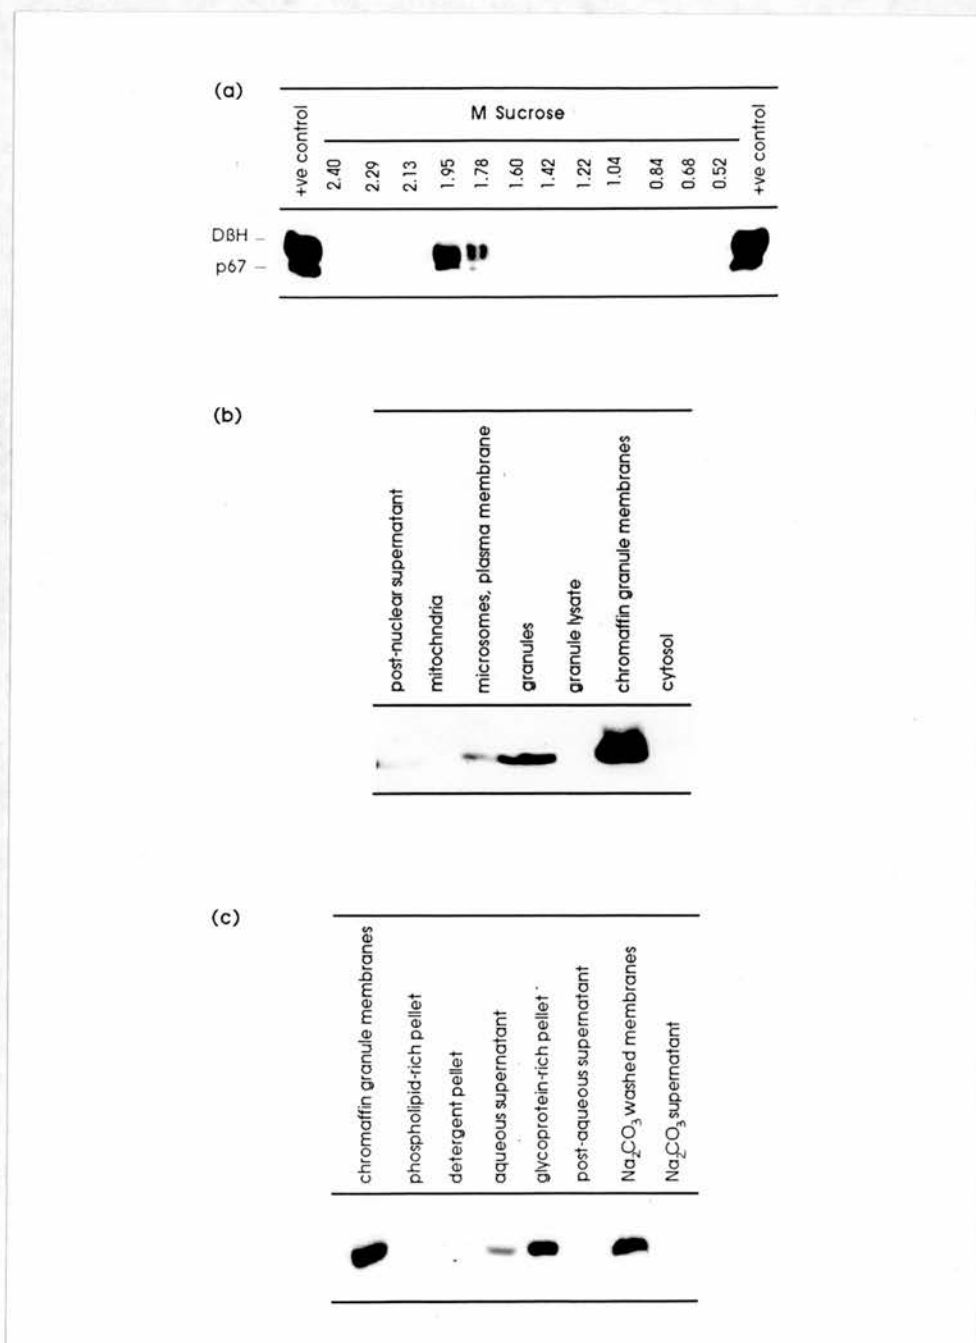 (a)
M Sucrose
+ve control
2.40
2.29
2.13
1.95
1.78
1.60
1.42
1.22
1.04
0.84
0.68
0.52
+ve control
DBH
p67
(b)
post-nuclear supernatant
mitochndria
microsomes, plasma membrane
granules
granule lysate
chromaffin granule membranes
cytosol
(c)
chromaffin granule membranes
phospholipid-rich pellet
detergent pellet
aqueous supernatant
glycoprotein-rich pellet
post-aqueous supernatant
Na2CO3 washed membranes
Na2CO3 supernatant